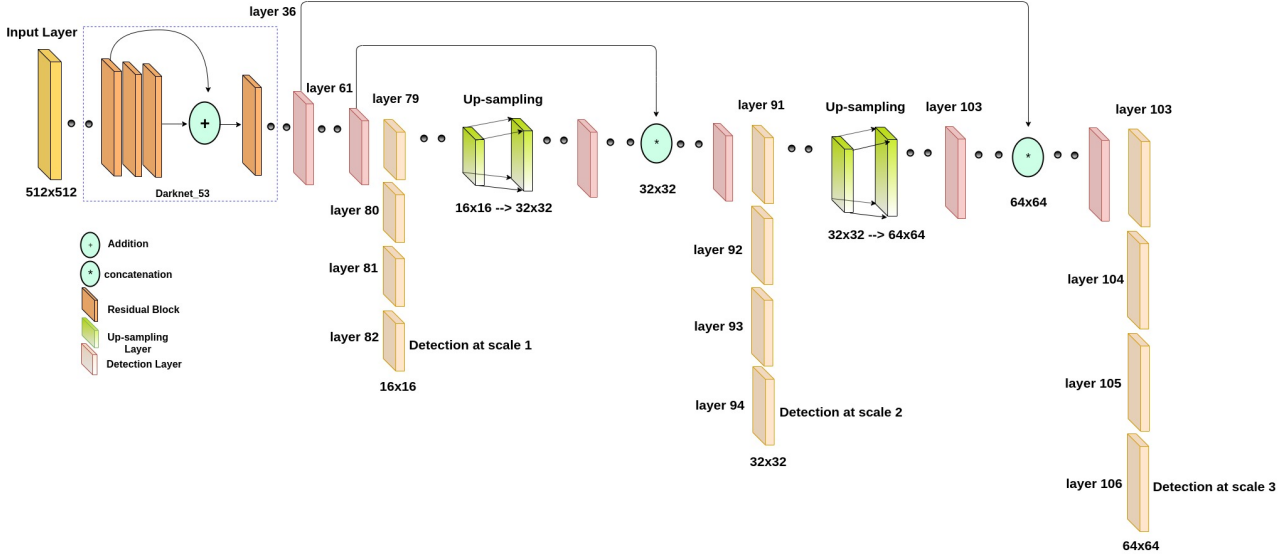 layer 36
Input Layer
layer 61
layer 79
Up-sampling
layer 91
Up-sampling
layer 103
layer 103
+
*
*
512x512
Darknet_53
16x16 --> 32x32
32x32
32x32 --> 64x64
64x64
layer 80
layer 81
layer 82
Detection at scale 1
16x16
layer 92
layer 93
layer 94
Detection at scale 2
32x32
layer 104
layer 105
layer 106
Detection at scale 3
64x64
+
Addition
*
concatenation
Residual Block
Up-sampling
Layer
Detection Layer